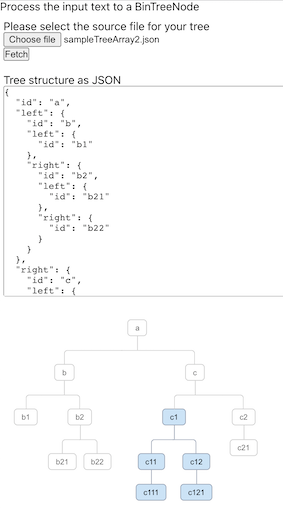 Process the input text to a BinTreeNode
Please select the source file for your tree
Choose file sampleTreeArray2.json
Fetch
Tree structure as JSON
{
  "id": "a",
  "left": {
    "id": "b",
    "left": {
      "id": "b1"
    },
    "right": {
      "id": "b2",
      "left": {
        "id": "b21"
      },
      "right": {
        "id": "b22"
      }
    }
  },
  "right": {
    "id": "c",
    "left": {
a
b c
b1 b2 c1 c2
b21 b22 c11 c12 c21
c111 c121